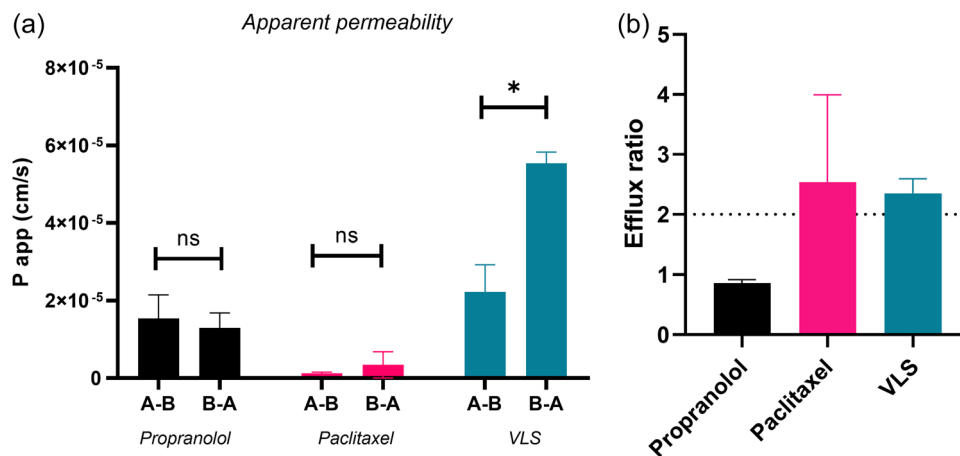 (a)
Apparent permeability
P app (cm/s)
8×10⁻⁵
6×10⁻⁵
4×10⁻⁵
2×10⁻⁵
0
ns
ns
*
A-B B-A A-B B-A A-B B-A
Propranolol Paclitaxel VLS
(b)
Efflux ratio
5
4
3
2
1
0
Propranolol
Paclitaxel
VLS